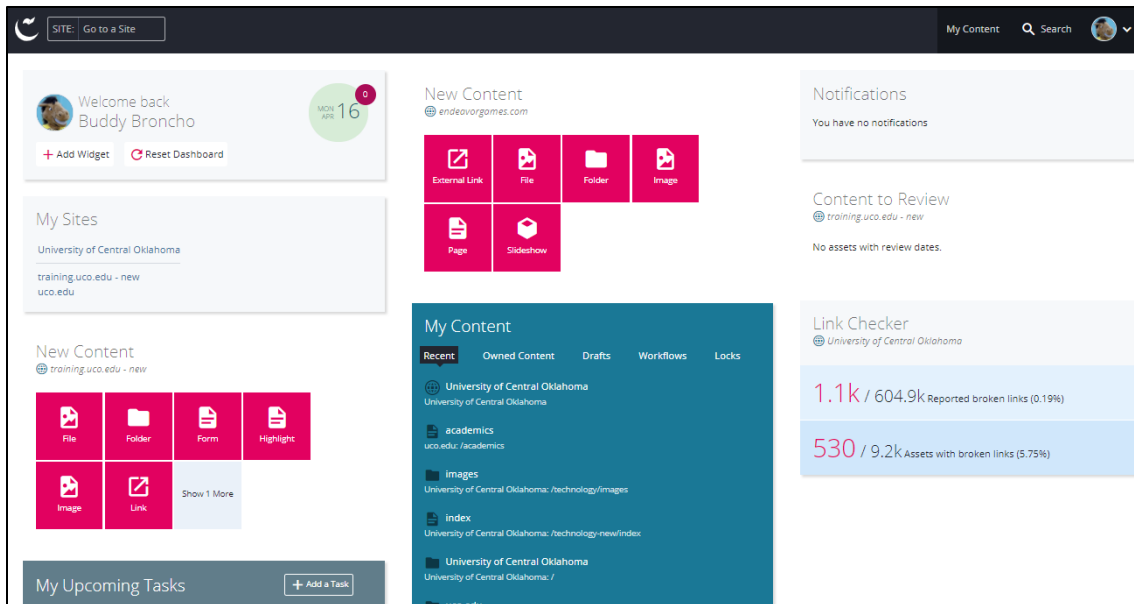 SITE: Go to a Site
My Content
Search
Welcome back
Buddy Broncho
MON
APR
16
0
+ Add Widget
Reset Dashboard
My Sites
University of Central Oklahoma
training.uco.edu - new
uco.edu
New Content
training.uco.edu - new
File
Folder
Form
Highlight
Image
Link
Show 1 More
My Upcoming Tasks
+ Add a Task
New Content
endeavorgames.com
External Link
File
Folder
Image
Page
Slideshow
My Content
Recent
Owned Content
Drafts
Workflows
Locks
University of Central Oklahoma
University of Central Oklahoma
academics
uco.edu: /academics
images
University of Central Oklahoma: /technology/images
index
University of Central Oklahoma: /technology-new/index
University of Central Oklahoma
University of Central Oklahoma: /
Notifications
You have no notifications
Content to Review
training.uco.edu - new
No assets with review dates.
Link Checker
University of Central Oklahoma
1.1k / 604.9k Reported broken links (0.19%)
530 / 9.2k Assets with broken links (5.75%)